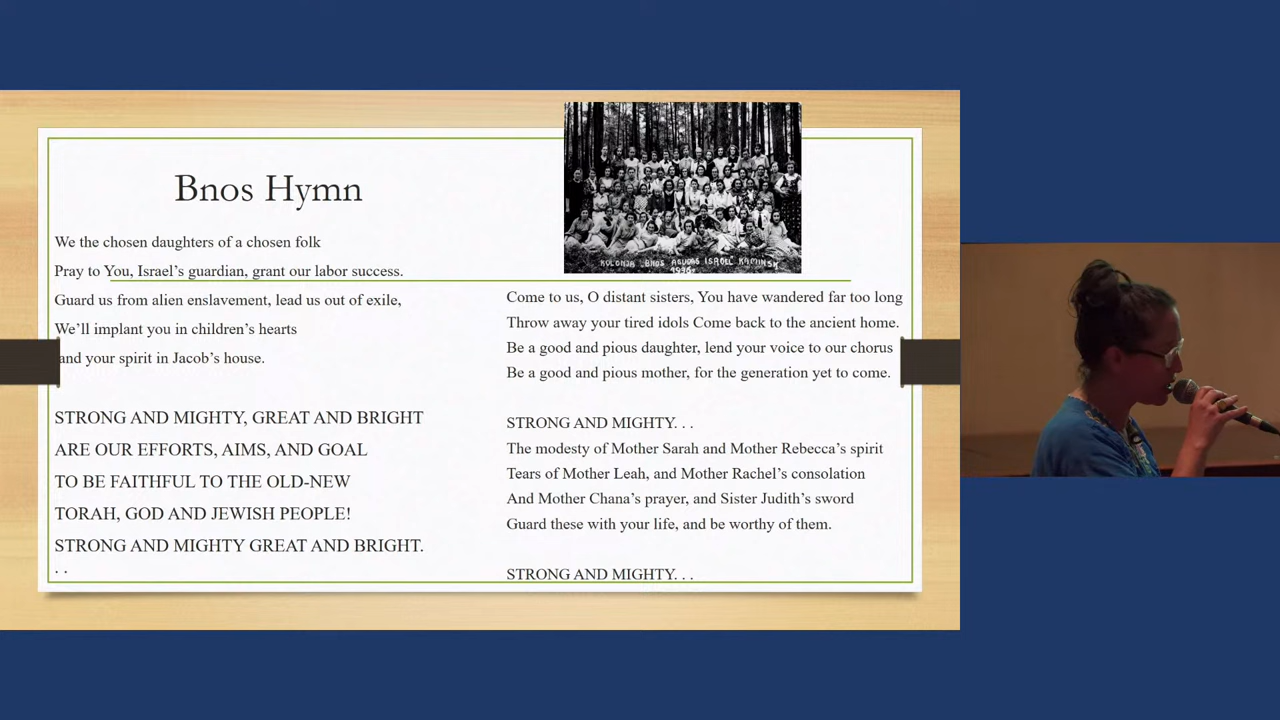 Bnos Hymn
We the chosen daughters of a chosen folk
Pray to You, Israel’s guardian, grant our labor success.
Guard us from alien enslavement, lead us out of exile,
We’ll implant you in children’s hearts
and your spirit in Jacob’s house.
STRONG AND MIGHTY, GREAT AND BRIGHT
ARE OUR EFFORTS, AIMS, AND GOAL
TO BE FAITHFUL TO THE OLD-NEW
TORAH, GOD AND JEWISH PEOPLE!
STRONG AND MIGHTY GREAT AND BRIGHT.
. .
KOLONJA BNOS AGUDAS ISROEL KAMINSK
1936
Come to us, O distant sisters, You have wandered far too long
Throw away your tired idols Come back to the ancient home.
Be a good and pious daughter, lend your voice to our chorus
Be a good and pious mother, for the generation yet to come.
STRONG AND MIGHTY. . .
The modesty of Mother Sarah and Mother Rebecca’s spirit
Tears of Mother Leah, and Mother Rachel’s consolation
And Mother Chana’s prayer, and Sister Judith’s sword
Guard these with your life, and be worthy of them.
STRONG AND MIGHTY. . .